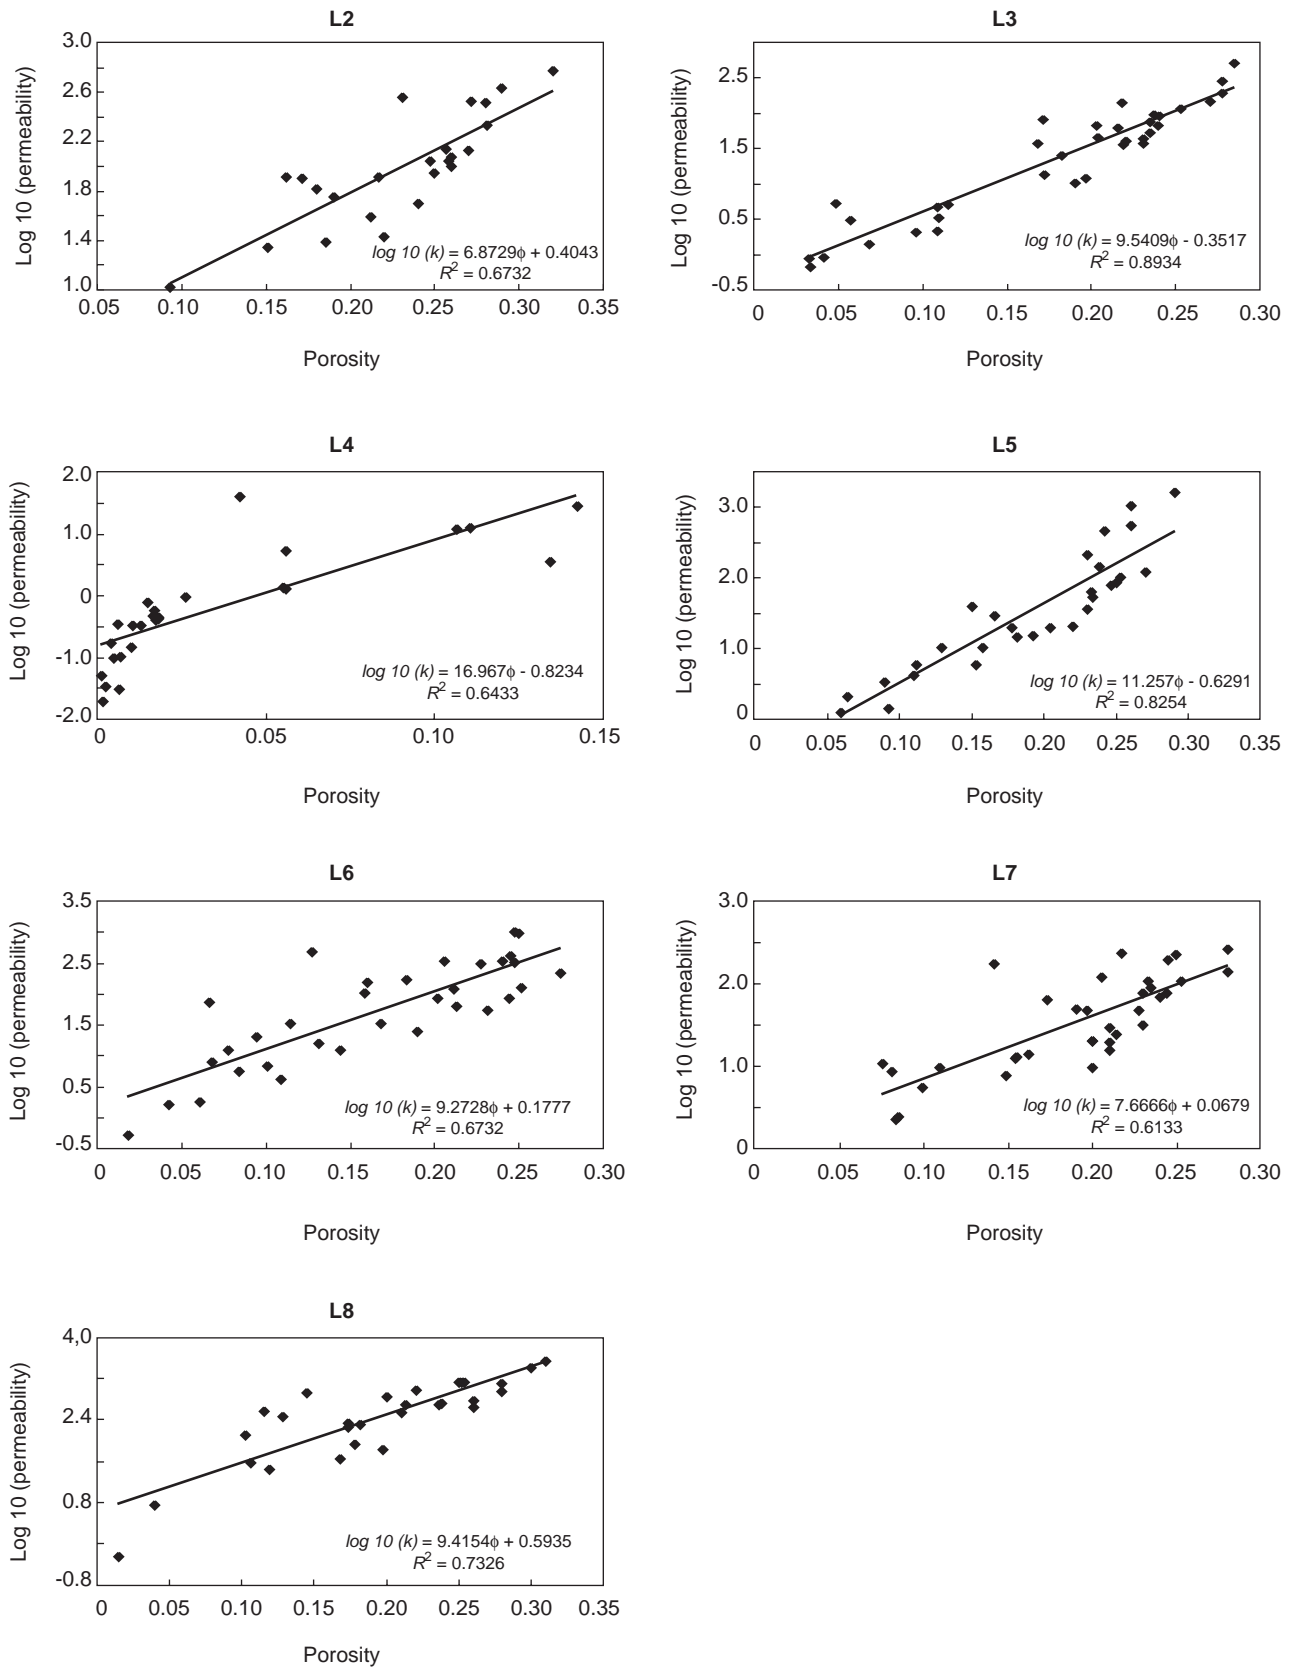 L2
Log 10 (permeability)
3.0
2.6
2.2
1.8
1.4
1.0
log 10 (k) = 6.8729ϕ + 0.4043
R² = 0.6732
0.05 0.10 0.15 0.20 0.25 0.30 0.35
Porosity
L3
Log 10 (permeability)
2.5
1.5
0.5
-0.5
log 10 (k) = 9.5409ϕ - 0.3517
R² = 0.8934
0 0.05 0.10 0.15 0.20 0.25 0.30
Porosity
L4
Log 10 (permeability)
2.0
1.0
0
-1.0
-2.0
log 10 (k) = 16.967ϕ - 0.8234
R² = 0.6433
0 0.05 0.10 0.15
Porosity
L5
Log 10 (permeability)
3.0
2.0
1.0
0
log 10 (k) = 11.257ϕ - 0.6291
R² = 0.8254
0 0.05 0.10 0.15 0.20 0.25 0.30 0.35
Porosity
L6
Log 10 (permeability)
3.5
2.5
1.5
0.5
-0.5
log 10 (k) = 9.2728ϕ + 0.1777
R² = 0.6732
0 0.05 0.10 0.15 0.20 0.25 0.30
Porosity
L7
Log 10 (permeability)
3.0
2.0
1.0
0
log 10 (k) = 7.6666ϕ + 0.0679
R² = 0.6133
0 0.05 0.10 0.15 0.20 0.25 0.30
Porosity
L8
Log 10 (permeability)
4,0
2.4
0.8
-0.8
log 10 (k) = 9.4154ϕ + 0.5935
R² = 0.7326
0 0.05 0.10 0.15 0.20 0.25 0.30 0.35
Porosity